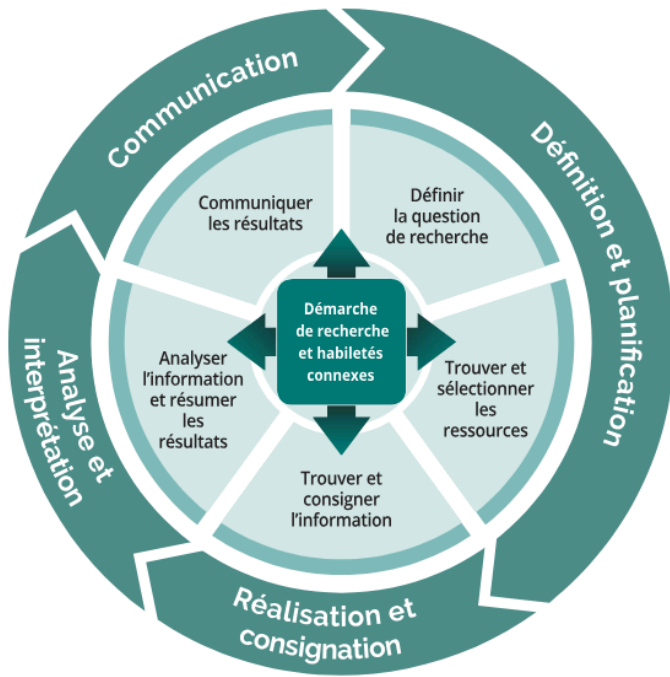 Communication
Définition et planification
Communiquer
les résultats
Définir
la question
de recherche
Démarche
de recherche
et habiletés
connexes
Analyser
l'information
et résumer
les
résultats
Trouver et
sélectionner
les
ressources
Trouver et
consigner
l'information
Analyse et
interprétation
Réalisation et
consignation